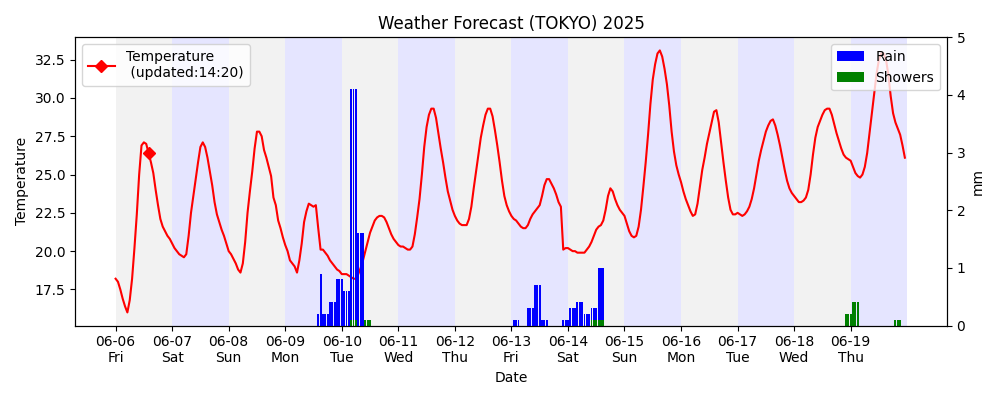 Weather Forecast (TOKYO) 2025
Temperature
(updated:14:20)
Rain
Showers
Temperature
32.5
30.0
27.5
25.0
22.5
20.0
17.5
5
4
3
2
1
0
mm
06-06 06-07 06-08 06-09 06-10 06-11 06-12 06-13 06-14 06-15 06-16 06-17 06-18 06-19
Fri Sat Sun Mon Tue Wed Thu Fri Sat Sun Mon Tue Wed Thu
Date